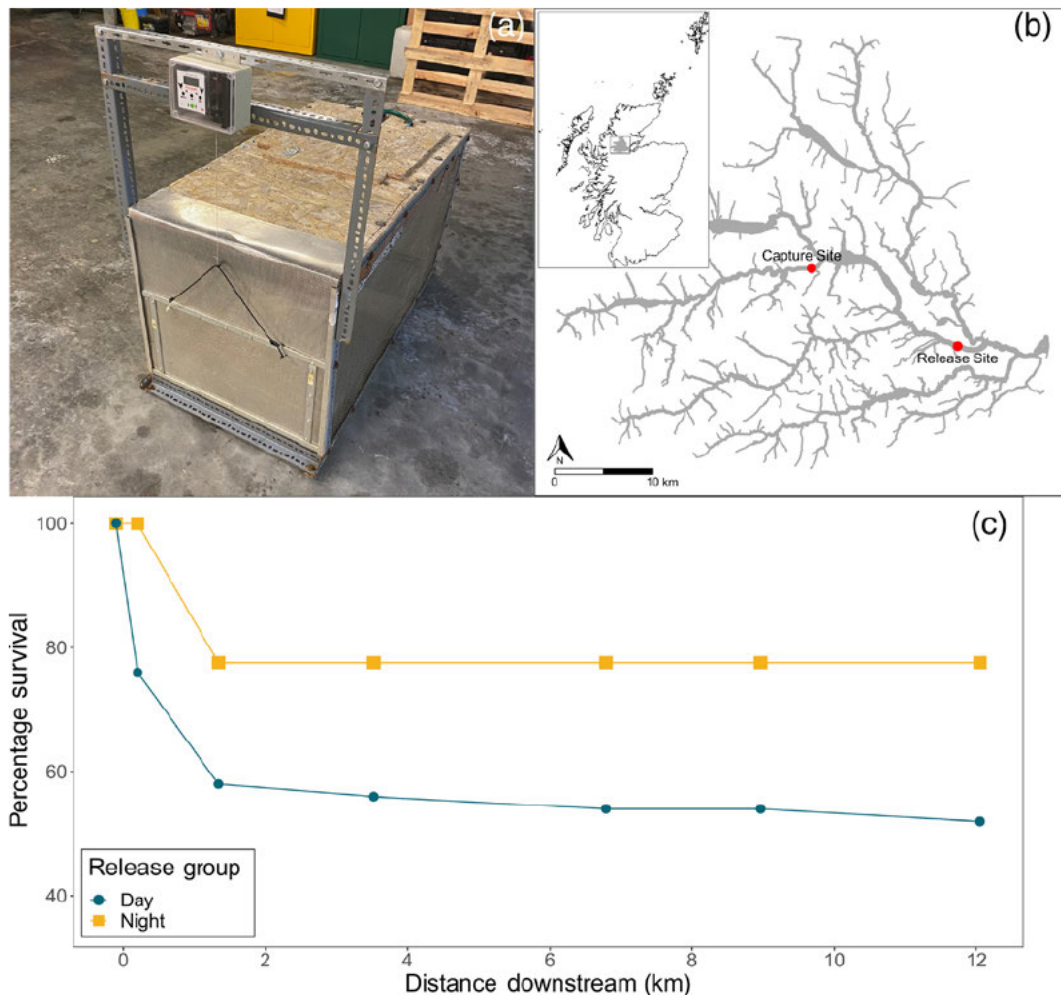 (a)
(b)
Capture Site
Release Site
N
0
10 km
(c)
Percentage survival
100
80
60
40
Release group
Day
Night
0
2
4
6
8
10
12
Distance downstream (km)